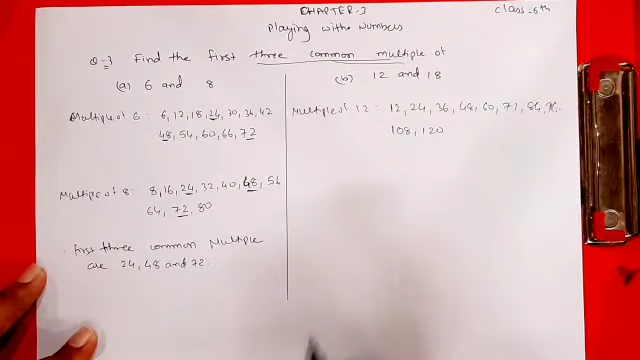 CHAPTER-3
Class-6th
Playing with Numbers
Q-3 Find the first three common multiple of
(a) 6 and 8
Multiple of 6: 6, 12, 18, 24, 30, 36, 42
48, 54, 60, 66, 72
Multiple of 8: 8, 16, 24, 32, 40, 48, 56
64, 72, 80
first three common Multiple
are 24, 48 and 72.
(b) 12 and 18
Multiple of 12: 12, 24, 36, 48, 60, 72, 84, 96.
108, 120